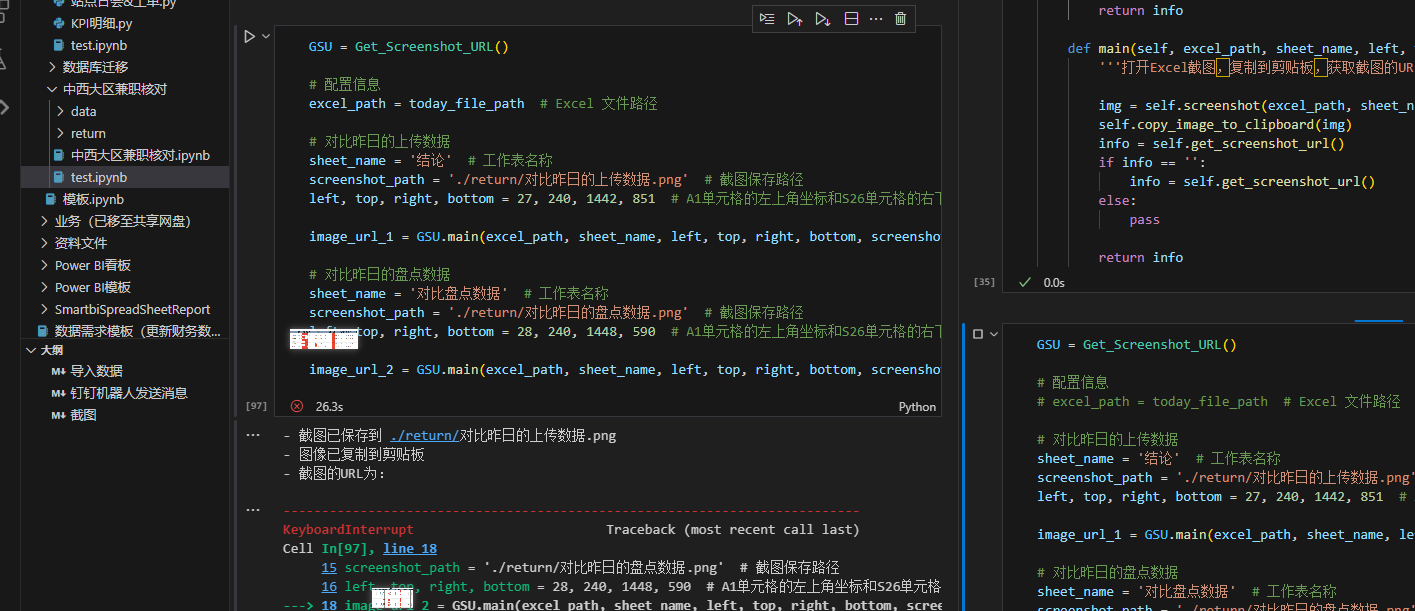 站点日会&工单.py
KPI明细.py
test.ipynb
数据库迁移
中西大区兼职核对
data
return
中西大区兼职核对.ipynb
test.ipynb
模板.ipynb
业务（已移至共享网盘）
资料文件
Power BI看板
Power BI模板
SmartbiSpreadSheetReport
数据需求模板（更新财务数...
大纲
M↓ 导入数据
M↓ 钉钉机器人发送消息
M↓ 截图
GSU = Get_Screenshot_URL()
# 配置信息
excel_path = today_file_path  # Excel 文件路径
# 对比昨日的上传数据
sheet_name = '结论'  # 工作表名称
screenshot_path = './return/对比昨日的上传数据.png'  # 截图保存路径
left, top, right, bottom = 27, 240, 1442, 851  # A1单元格的左上角坐标和S26单元格的右下
image_url_1 = GSU.main(excel_path, sheet_name, left, top, right, bottom, screensho
# 对比昨日的盘点数据
sheet_name = '对比盘点数据'  # 工作表名称
screenshot_path = './return/对比昨日的盘点数据.png'  # 截图保存路径
top, right, bottom = 28, 240, 1448, 590  # A1单元格的左上角坐标和S26单元格的右下
image_url_2 = GSU.main(excel_path, sheet_name, left, top, right, bottom, screensho
[97]
26.3s
Python
- 截图已保存到 ./return/对比昨日的上传数据.png
- 图像已复制到剪贴板
- 截图的URL为:
---------------------------------------------------------------------------
KeyboardInterrupt                         Traceback (most recent call last)
Cell In[97], line 18
15 screenshot_path = './return/对比昨日的盘点数据.png'  # 截图保存路径
16 left, top, right, bottom = 28, 240, 1448, 590  # A1单元格的左上角坐标和S26单元格
---> 18 ima 2 = GSU.main(excel_path, sheet_name, left, top, right, bottom, scree
return info
def main(self, excel_path, sheet_name, left,
'''打开Excel截图，复制到剪贴板，获取截图的UR
img = self.screenshot(excel_path, sheet_n
self.copy_image_to_clipboard(img)
info = self.get_screenshot_url()
if info == '':
info = self.get_screenshot_url()
else:
pass
return info
[35]
0.0s
GSU = Get_Screenshot_URL()
# 配置信息
# excel_path = today_file_path  # Excel 文件路径
# 对比昨日的上传数据
sheet_name = '结论'  # 工作表名称
screenshot_path = './return/对比昨日的上传数据.png'
left, top, right, bottom = 27, 240, 1442, 851  #
image_url_1 = GSU.main(excel_path, sheet_name, le
# 对比昨日的盘点数据
sheet_name = '对比盘点数据'  # 工作表名称
screenshot_path = './return/对比昨日的盘点数据.png'